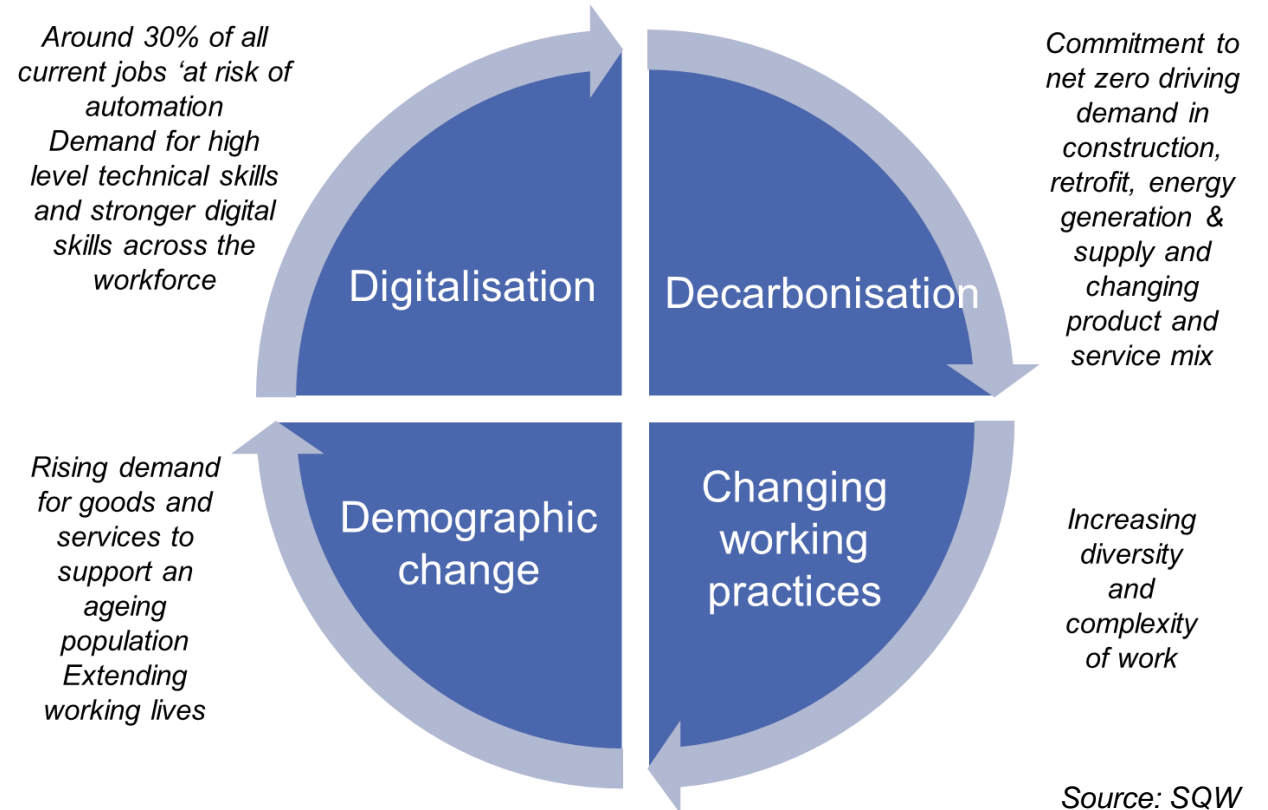 Around 30% of all
current jobs ‘at risk of
automation
Demand for high
level technical skills
and stronger digital
skills across the
workforce
Digitalisation
Decarbonisation
Commitment to
net zero driving
demand in
construction,
retrofit, energy
generation &
supply and
changing
product and
service mix
Rising demand
for goods and
services to
support an
ageing
population
Extending
working lives
Demographic
change
Changing
working
practices
Increasing
diversity
and
complexity
of work
Source: SQW